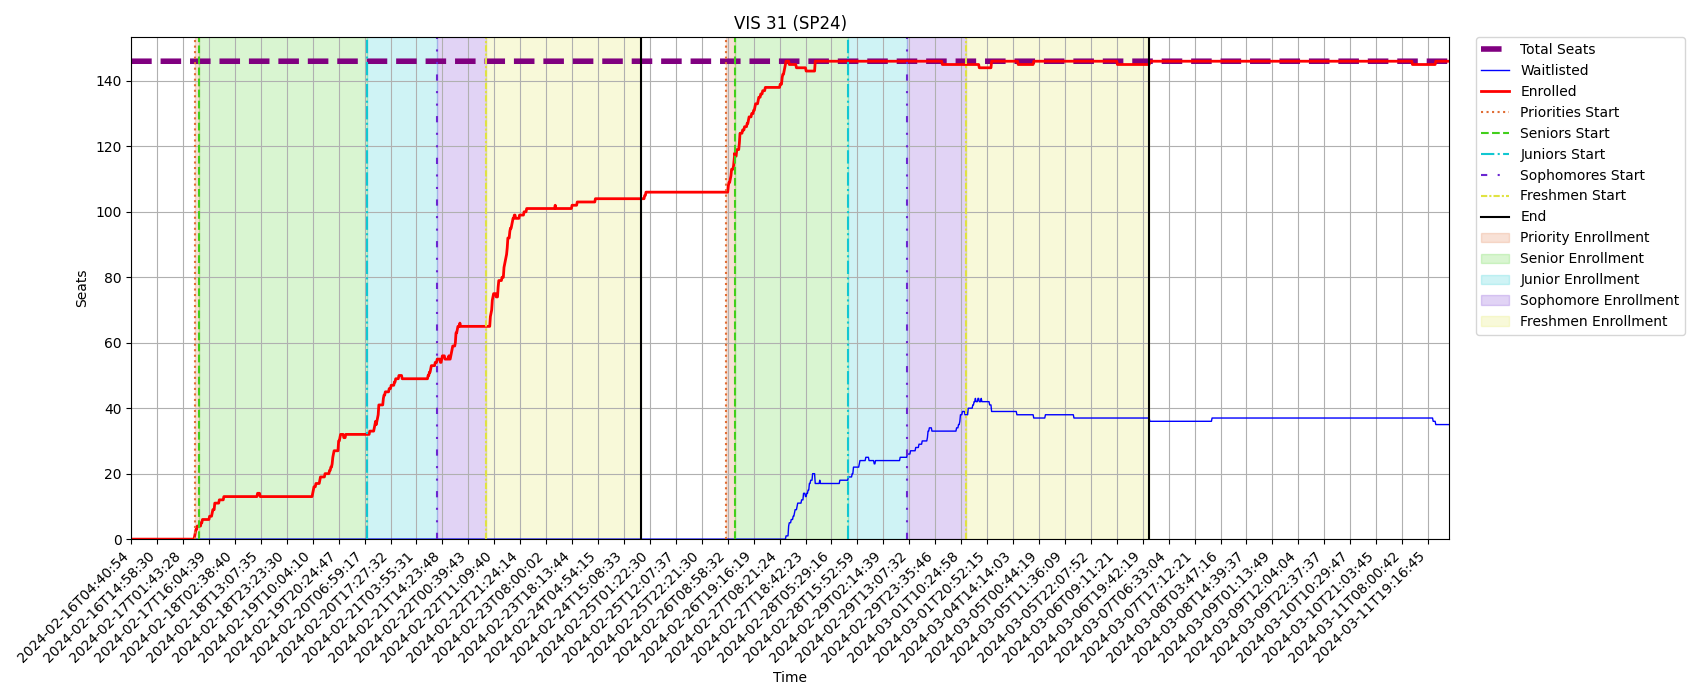 VIS 31 (SP24)
Seats
140
120
100
80
60
40
20
0
2024-02-16T04:40:54
2024-02-16T14:58:30
2024-02-17T01:43:28
2024-02-17T16:04:39
2024-02-18T02:38:40
2024-02-18T13:07:35
2024-02-18T23:23:30
2024-02-19T10:04:10
2024-02-19T20:24:47
2024-02-20T06:59:17
2024-02-20T17:27:32
2024-02-21T03:55:31
2024-02-21T14:23:48
2024-02-22T00:39:43
2024-02-22T11:09:40
2024-02-22T21:24:14
2024-02-23T08:00:02
2024-02-23T18:13:44
2024-02-24T04:54:15
2024-02-24T15:08:33
2024-02-25T01:22:30
2024-02-25T12:07:37
2024-02-25T22:21:30
2024-02-26T08:58:32
2024-02-26T19:16:19
2024-02-27T08:21:24
2024-02-27T18:42:23
2024-02-28T05:29:16
2024-02-28T15:52:59
2024-02-29T02:14:39
2024-02-29T13:07:32
2024-02-29T23:35:46
2024-03-01T10:24:58
2024-03-01T20:52:15
2024-03-04T14:14:03
2024-03-05T00:44:19
2024-03-05T11:36:09
2024-03-05T22:07:52
2024-03-06T09:11:21
2024-03-06T19:42:19
2024-03-07T06:33:04
2024-03-07T17:12:21
2024-03-08T03:47:16
2024-03-08T14:39:37
2024-03-09T01:13:49
2024-03-09T12:04:04
2024-03-09T22:37:37
2024-03-10T10:29:47
2024-03-10T21:03:45
2024-03-11T08:00:42
2024-03-11T19:16:45
Time
Total Seats
Waitlisted
Enrolled
Priorities Start
Seniors Start
Juniors Start
Sophomores Start
Freshmen Start
End
Priority Enrollment
Senior Enrollment
Junior Enrollment
Sophomore Enrollment
Freshmen Enrollment